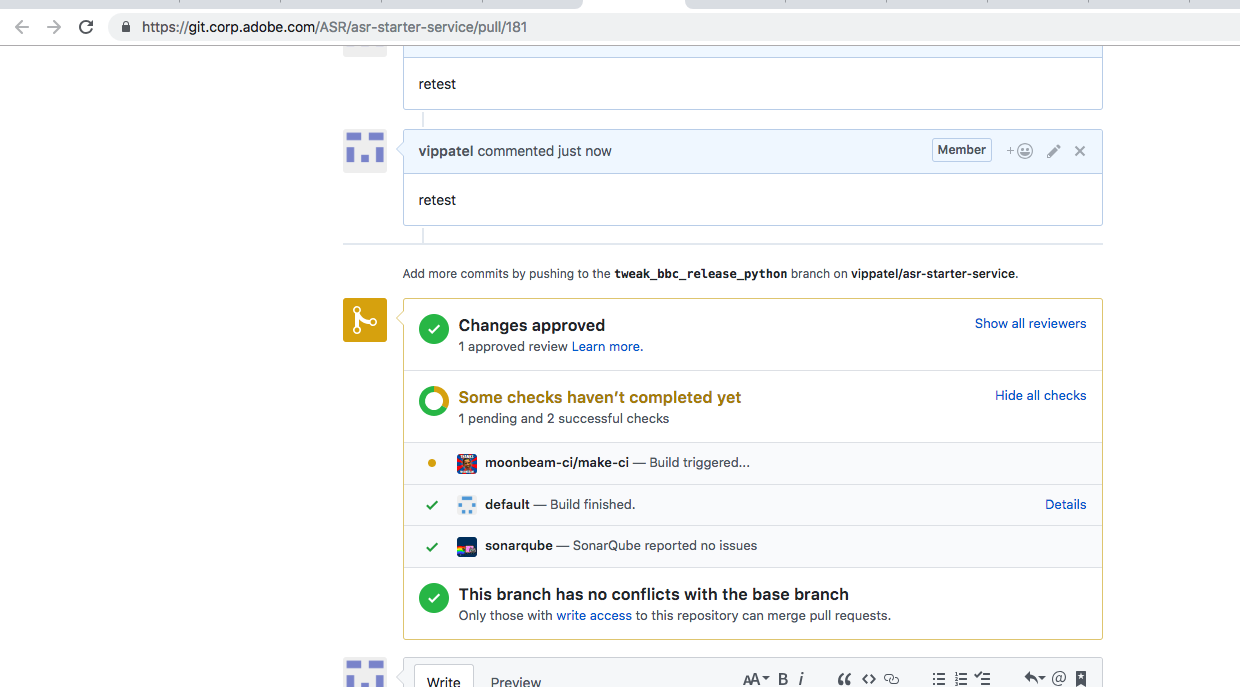 https://git.corp.adobe.com/ASR/asr-starter-service/pull/181
retest
vippatel commented just now
Member
retest
Add more commits by pushing to the tweak_bbc_release_python branch on vippatel/asr-starter-service.
Changes approved
Show all reviewers
1 approved review Learn more.
Some checks haven’t completed yet
Hide all checks
1 pending and 2 successful checks
moonbeam-ci/make-ci — Build triggered...
default — Build finished.
Details
sonarqube — SonarQube reported no issues
This branch has no conflicts with the base branch
Only those with write access to this repository can merge pull requests.
Write
Preview
AA B i